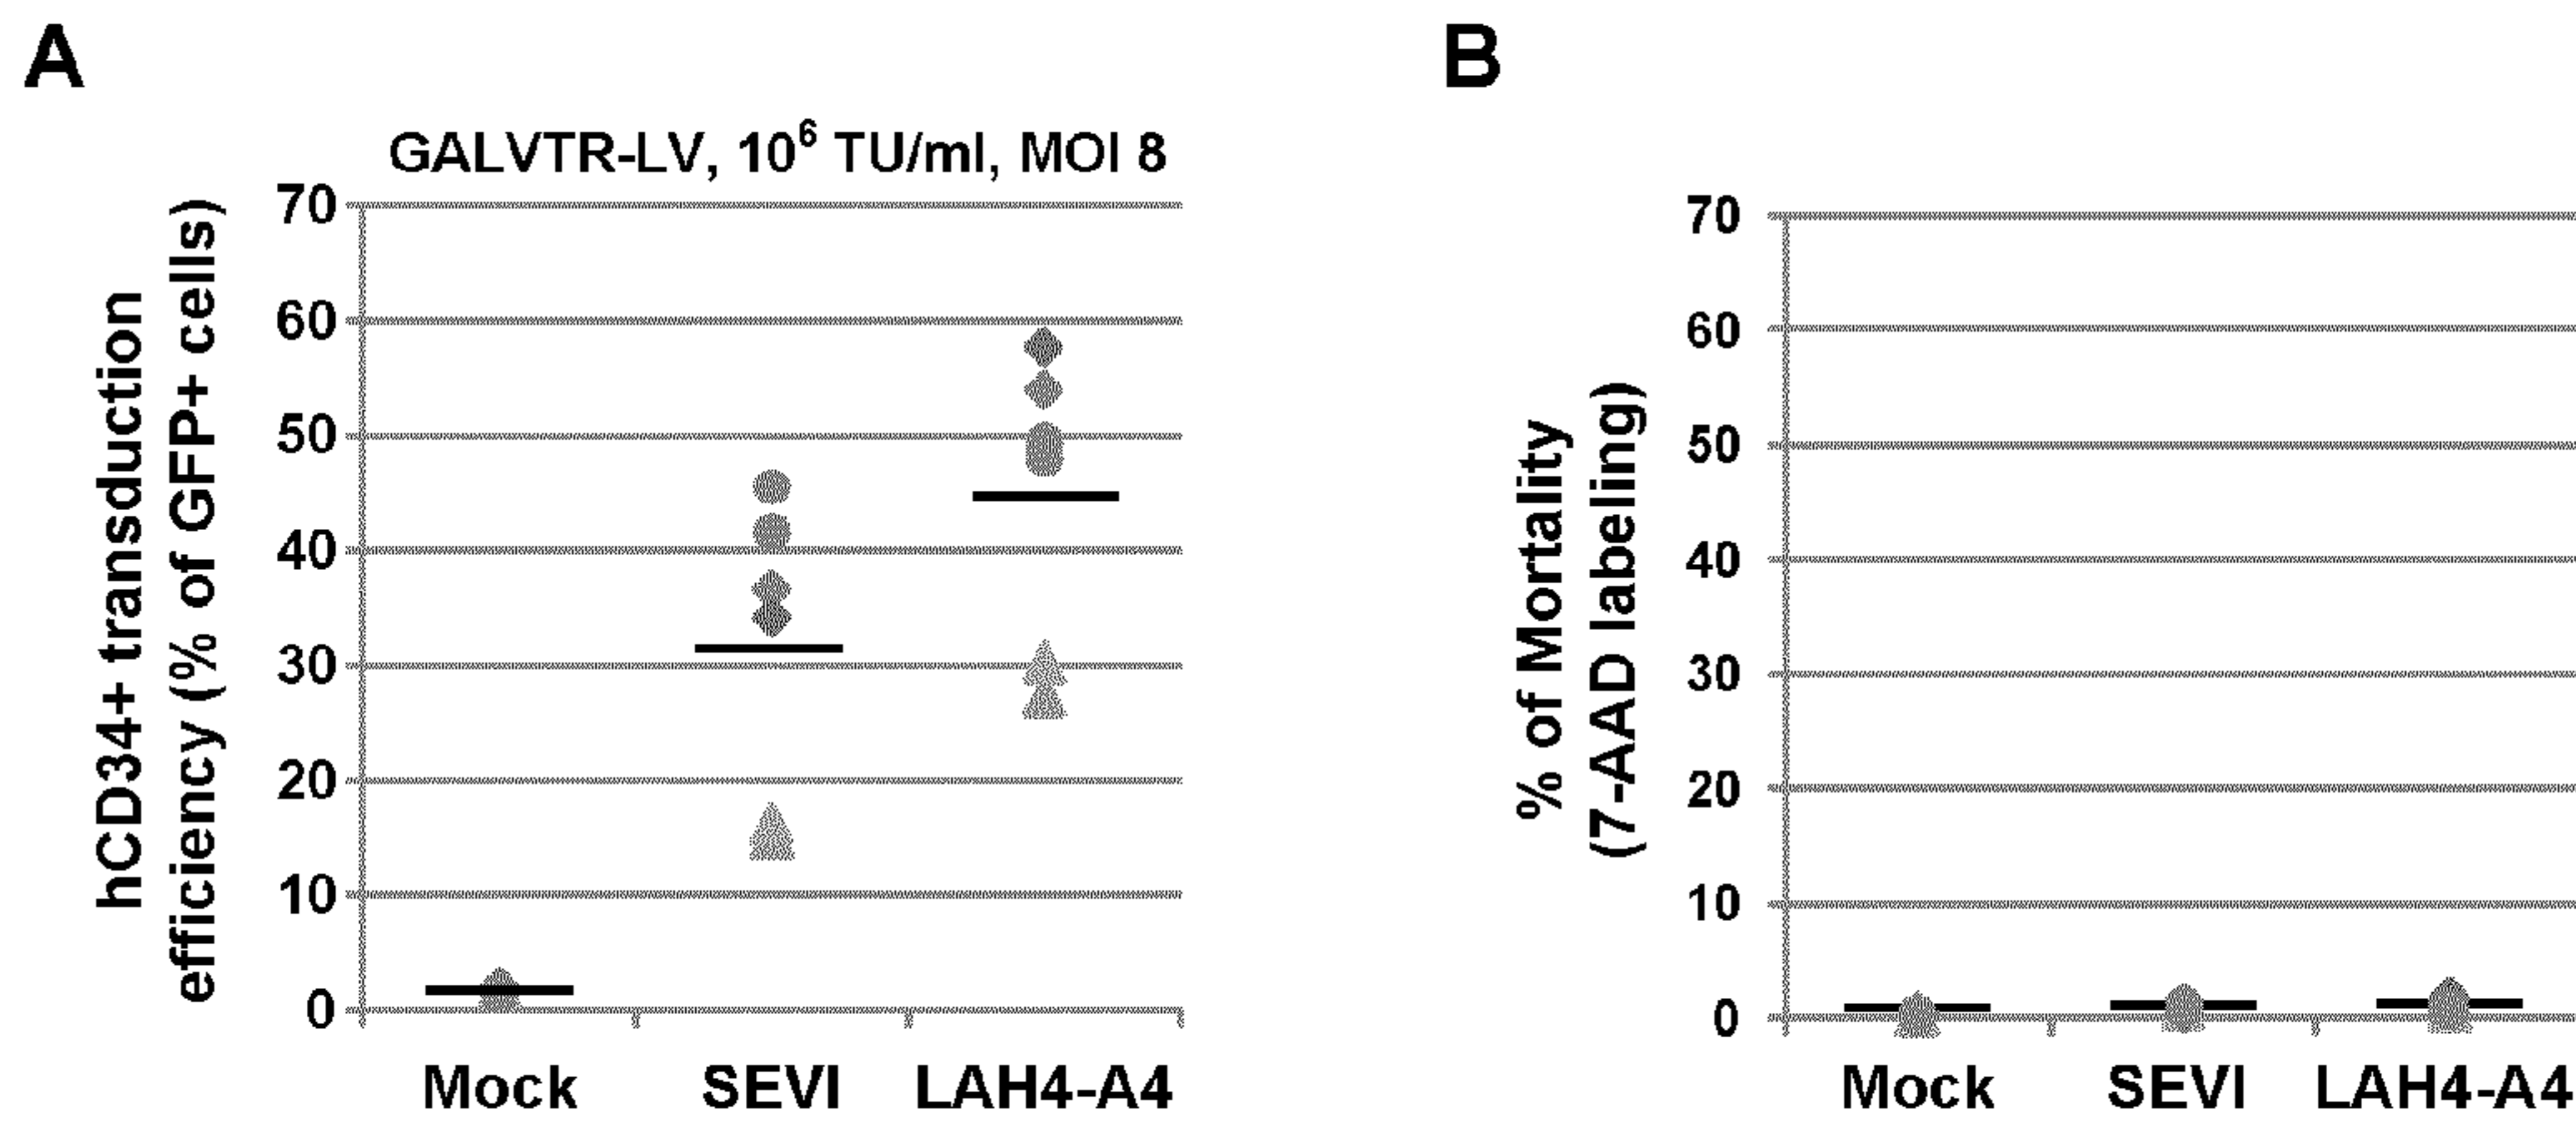 A
GALVTR-LV, 10⁶ TU/ml, MOI 8
hCD34+ transduction
efficiency (% of GFP+ cells)
70
60
50
40
30
20
10
0
Mock SEVI LAH4-A4
B
% of Mortality
(7-AAD labeling)
70
60
50
40
30
20
10
0
Mock SEVI LAH4-A4